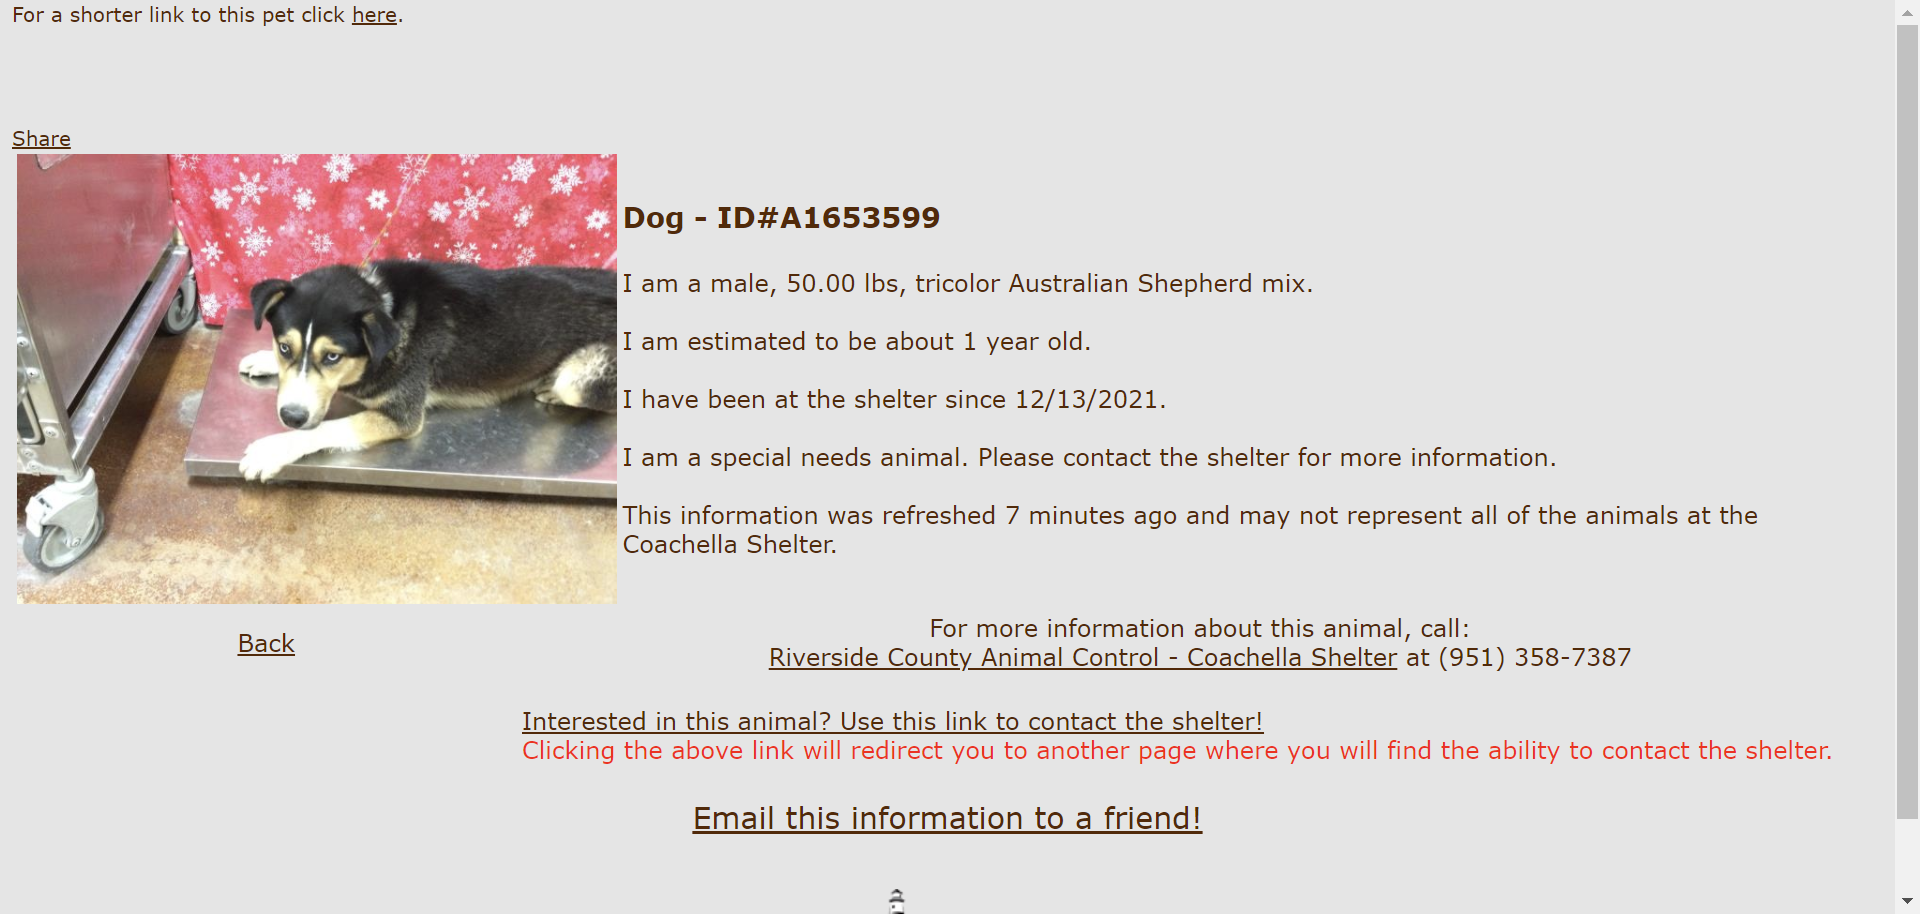 For a shorter link to this pet click here.
Share
Dog - ID#A1653599
I am a male, 50.00 lbs, tricolor Australian Shepherd mix.
I am estimated to be about 1 year old.
I have been at the shelter since 12/13/2021.
I am a special needs animal. Please contact the shelter for more information.
This information was refreshed 7 minutes ago and may not represent all of the animals at the
Coachella Shelter.
Back
For more information about this animal, call:
Riverside County Animal Control - Coachella Shelter at (951) 358-7387
Interested in this animal? Use this link to contact the shelter!
Clicking the above link will redirect you to another page where you will find the ability to contact the shelter.
Email this information to a friend!